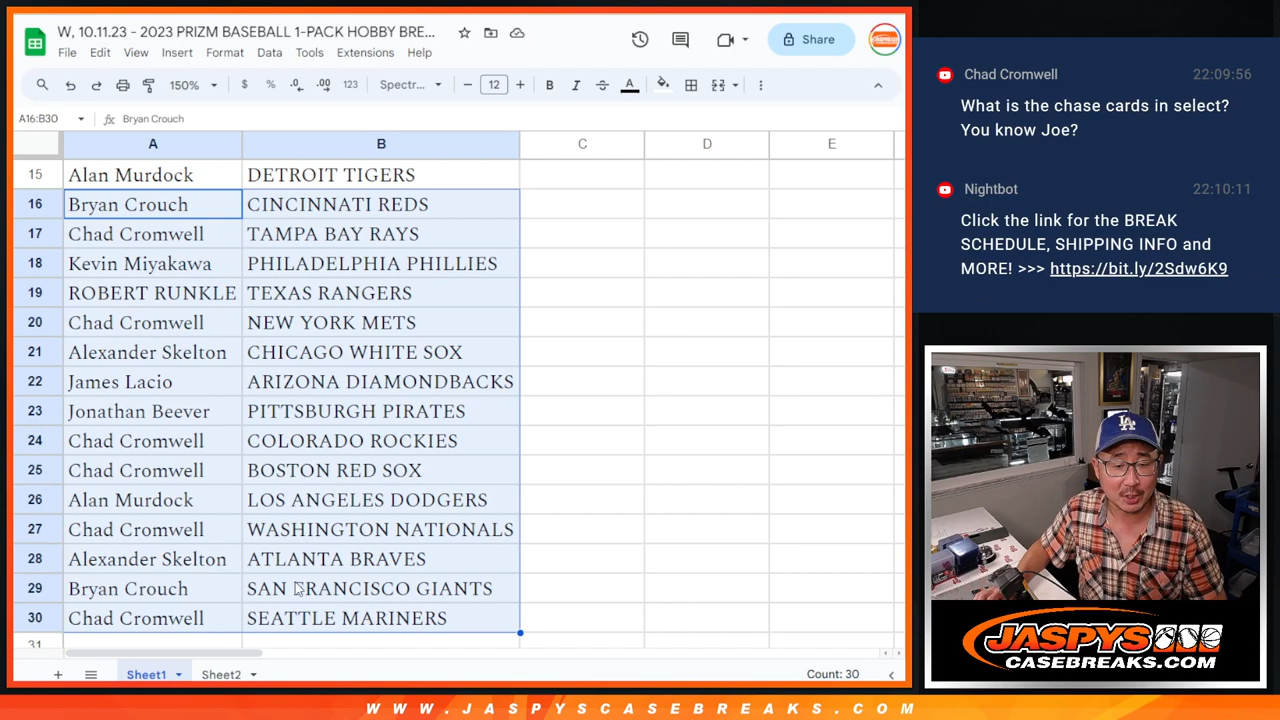 W, 10.11.23 - 2023 PRIZM BASEBALL 1-PACK HOBBY BRE...
File Edit View Insert Format Data Tools Extensions Help
Share
150% $ % .0 .00 123 Spectr... 12 B I A
A16:B30 fx Bryan Crouch
A B C D E
15 Alan Murdock DETROIT TIGERS
16 Bryan Crouch CINCINNATI REDS
17 Chad Cromwell TAMPA BAY RAYS
18 Kevin Miyakawa PHILADELPHIA PHILLIES
19 ROBERT RUNKLE TEXAS RANGERS
20 Chad Cromwell NEW YORK METS
21 Alexander Skelton CHICAGO WHITE SOX
22 James Lacio ARIZONA DIAMONDBACKS
23 Jonathan Beever PITTSBURGH PIRATES
24 Chad Cromwell COLORADO ROCKIES
25 Chad Cromwell BOSTON RED SOX
26 Alan Murdock LOS ANGELES DODGERS
27 Chad Cromwell WASHINGTON NATIONALS
28 Alexander Skelton ATLANTA BRAVES
29 Bryan Crouch SAN FRANCISCO GIANTS
30 Chad Cromwell SEATTLE MARINERS
31
Sheet1 Sheet2 Count: 30
Chad Cromwell 22:09:56
What is the chase cards in select?
You know Joe?
Nightbot 22:10:11
Click the link for the BREAK
SCHEDULE, SHIPPING INFO and
MORE! >>> https://bit.ly/2Sdw6K9
LA
JASPYS
CASEBREAKS.COM
WWW.JASPYSCASEBREAKS.COM